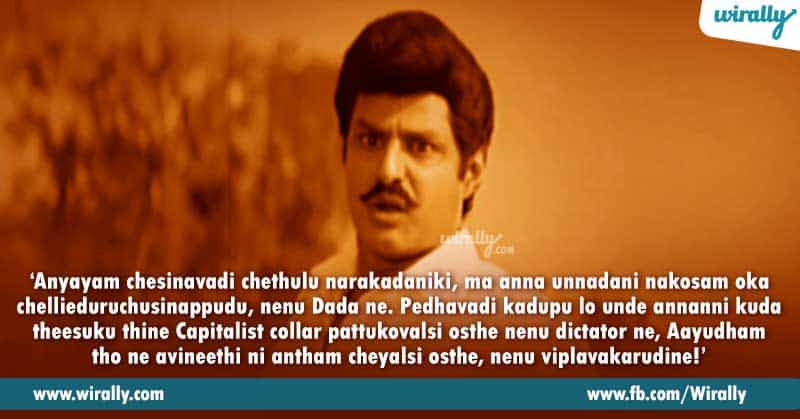 wirally
wirally.com
‘Anyayam chesinavadi chethulu narakadaniki, ma anna unnadani nakosam oka
chellieduruchusinappudu, nenu Dada ne. Pedhavadi kadupu lo unde annanni kuda
theesuku thine Capitalist collar pattukovalsi osthe nenu dictator ne, Aayudham
tho ne avineethi ni antham cheyalsi osthe, nenu viplavakarudine!’
www.wirally.com
www.fb.com/Wirally